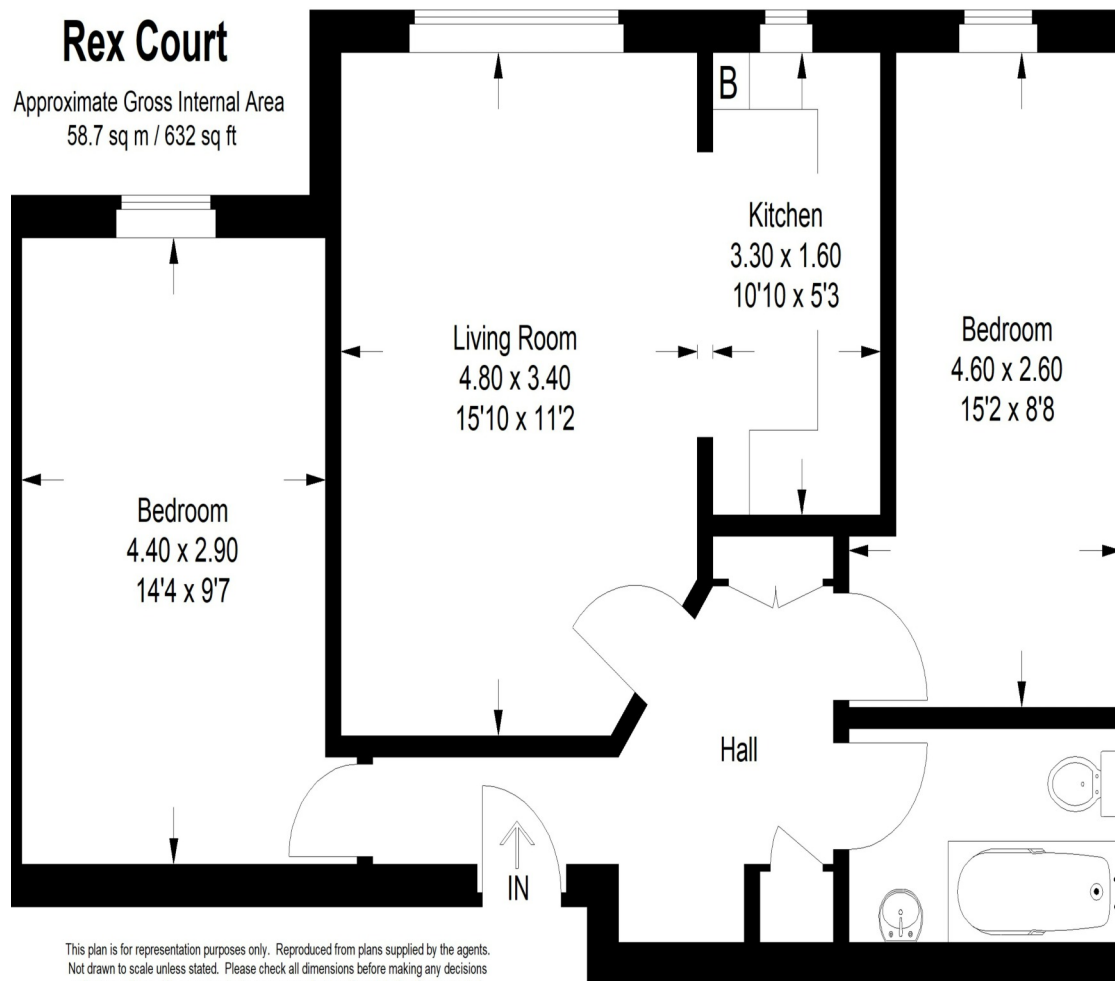 Rex Court
Approximate Gross Internal Area
58.7 sq m / 632 sq ft
B
Kitchen
3.30 x 1.60
10'10 x 5'3
Living Room
4.80 x 3.40
15'10 x 11'2
Bedroom
4.60 x 2.60
15'2 x 8'8
Bedroom
4.40 x 2.90
14'4 x 9'7
Hall
IN
This plan is for representation purposes only. Reproduced from plans supplied by the agents.
Not drawn to scale unless stated. Please check all dimensions before making any decisions